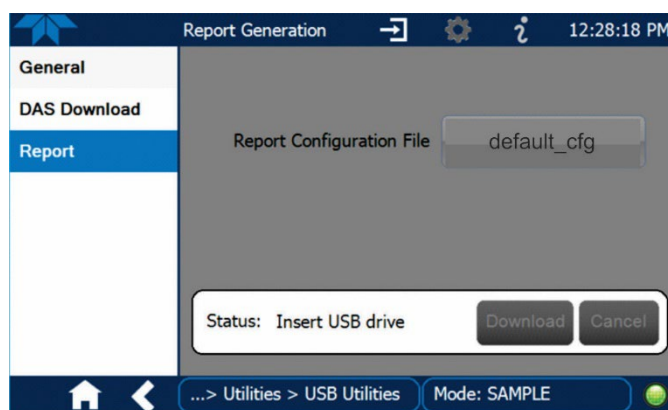 Report Generation
12:28:18 PM
General
DAS Download
Report
Report Configuration File
default_cfg
Status: Insert USB drive
Download
Cancel
...> Utilities > USB Utilities
Mode: SAMPLE